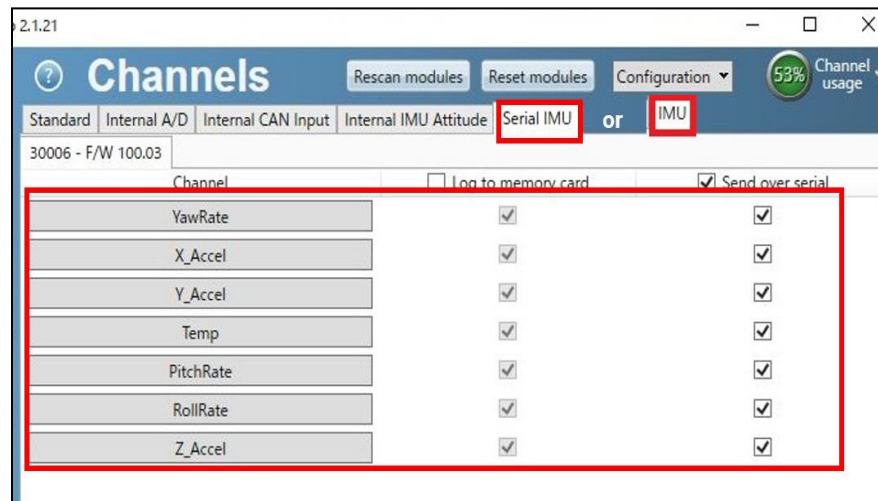 2.1.21
? Channels Rescan modules Reset modules Configuration 53% Channel usage
Standard Internal A/D Internal CAN Input Internal IMU Attitude Serial IMU or IMU
30006 - F/W 100.03
Channel Log to memory card Send over serial
YawRate
X_Accel
Y_Accel
Temp
PitchRate
RollRate
Z_Accel